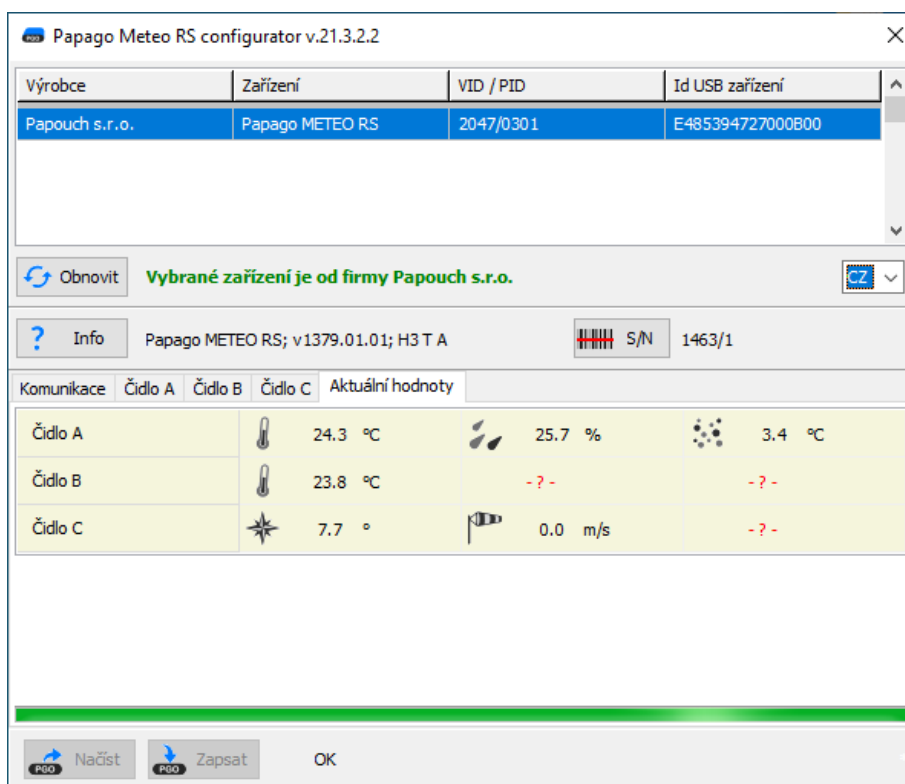 Papago Meteo RS configurator v.21.3.2.2
Výrobce Zařízení VID / PID Id USB zařízení
Papouch s.r.o. Papago METEO RS 2047/0301 E485394727000B00
Obnovit Vybrané zařízení je od firmy Papouch s.r.o. CZ
? Info Papago METEO RS; v1379.01.01; H3 T A S/N 1463/1
Komunikace Čidlo A Čidlo B Čidlo C Aktuální hodnoty
Čidlo A 24.3 °C 25.7 % 3.4 °C
Čidlo B 23.8 °C - ? - - ? -
Čidlo C 7.7 ° 0.0 m/s - ? -
PGO Načíst PGO Zapsat OK